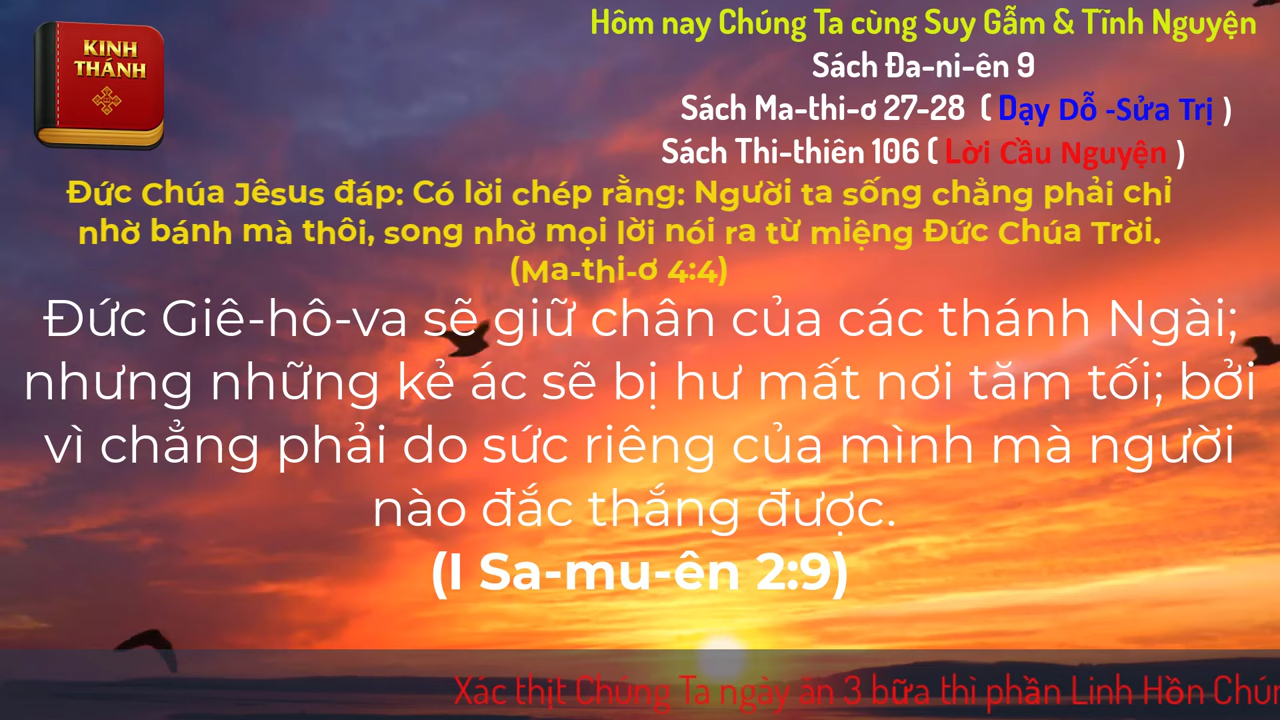 KINH
THÁNH
Hôm nay Chúng Ta cùng Suy Gẫm & Tĩnh Nguyện
Sách Đa-ni-ên 9
Sách Ma-thi-ơ 27-28 ( Dạy Dỗ -Sửa Trị )
Sách Thi-thiên 106 ( Lời Cầu Nguyện )
Đức Chúa Jêsus đáp: Có lời chép rằng: Người ta sống chẳng phải chỉ
nhờ bánh mà thôi, song nhờ mọi lời nói ra từ miệng Đức Chúa Trời.
(Ma-thi-ơ 4:4)
Đức Giê-hô-va sẽ giữ chân của các thánh Ngài;
nhưng những kẻ ác sẽ bị hư mất nơi tăm tối; bởi
vì chẳng phải do sức riêng của mình mà người
nào đắc thắng được.
(I Sa-mu-ên 2:9)
Xác thịt Chúng Ta ngày ăn 3 bữa thì phần Linh Hồn Chún